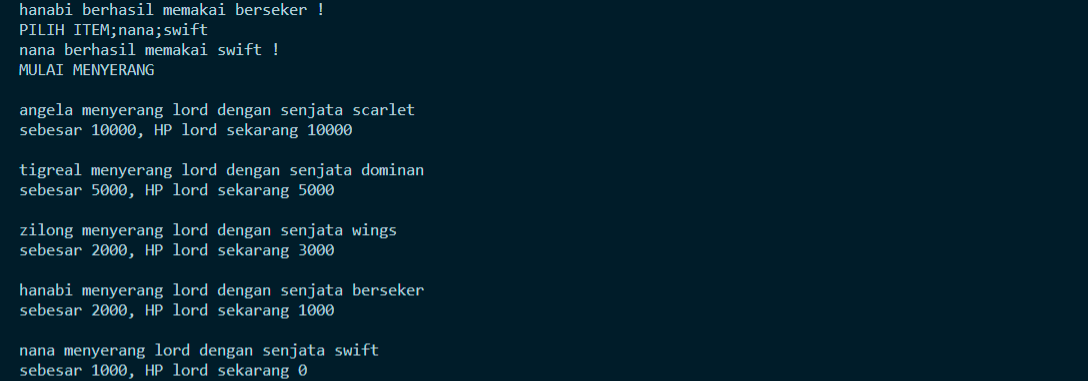 hanabi berhasil memakai berseker !
PILIH ITEM;nana;swift
nana berhasil memakai swift !
MULAI MENYERANG
angela menyerang lord dengan senjata scarlet
sebesar 10000, HP lord sekarang 10000
tigreal menyerang lord dengan senjata dominan
sebesar 5000, HP lord sekarang 5000
zilong menyerang lord dengan senjata wings
sebesar 2000, HP lord sekarang 3000
hanabi menyerang lord dengan senjata berseker
sebesar 2000, HP lord sekarang 1000
nana menyerang lord dengan senjata swift
sebesar 1000, HP lord sekarang 0